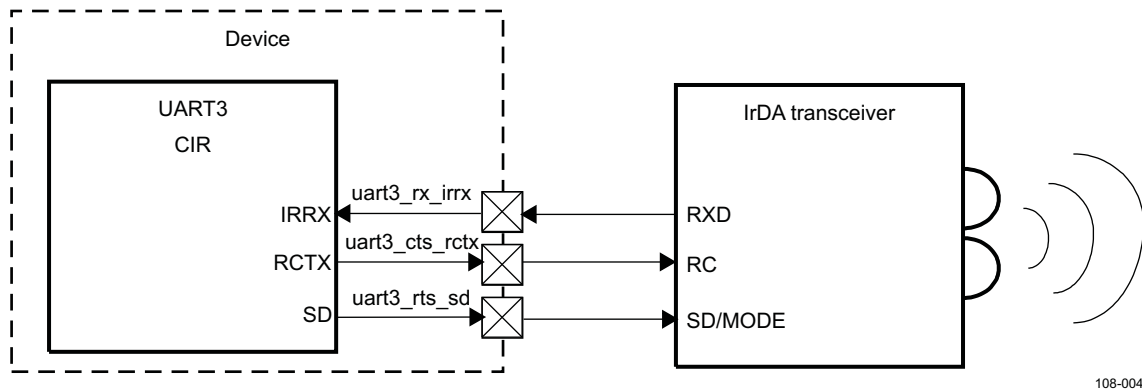 Device
UART3
CIR
IrDA transceiver
uart3_rx_irrx
IRRX
RXD
uart3_cts_rctx
RCTX
RC
uart3_rts_sd
SD
SD/MODE
108-004